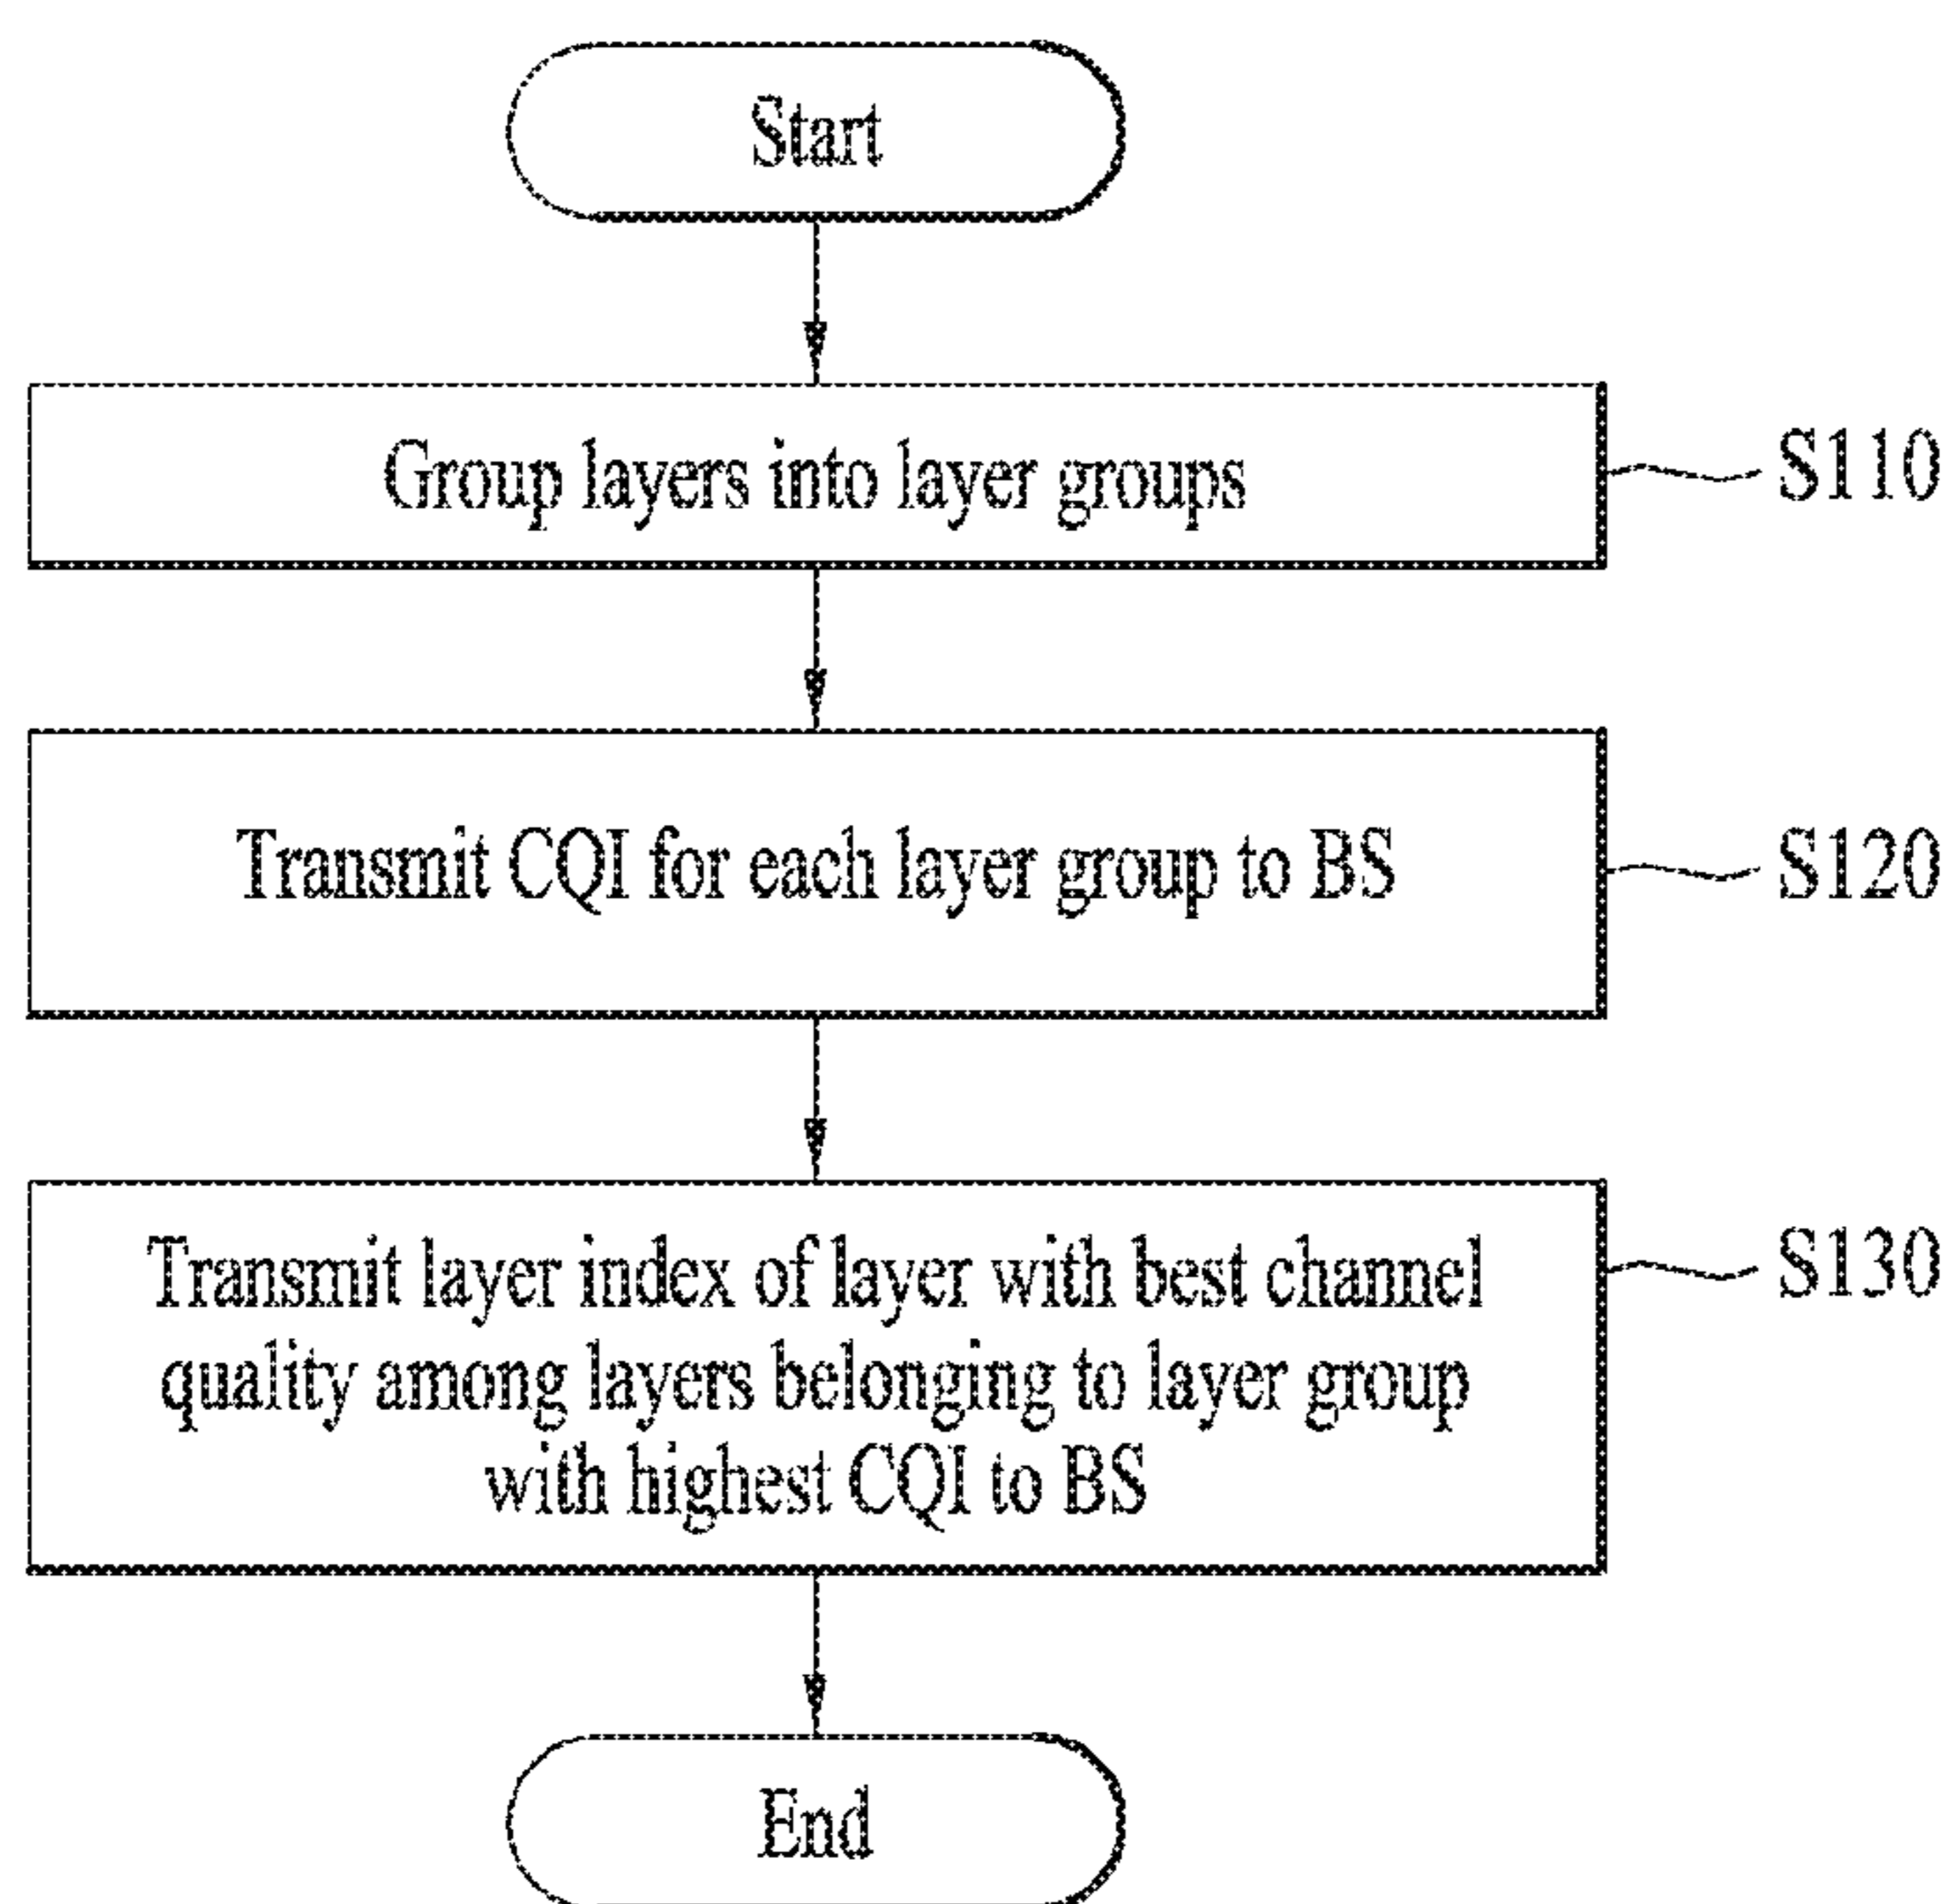 Start
Group layers into layer groups
S110
Transmit CQI for each layer group to BS
S120
Transmit layer index of layer with best channel
quality among layers belonging to layer group
with highest CQI to BS
S130
End